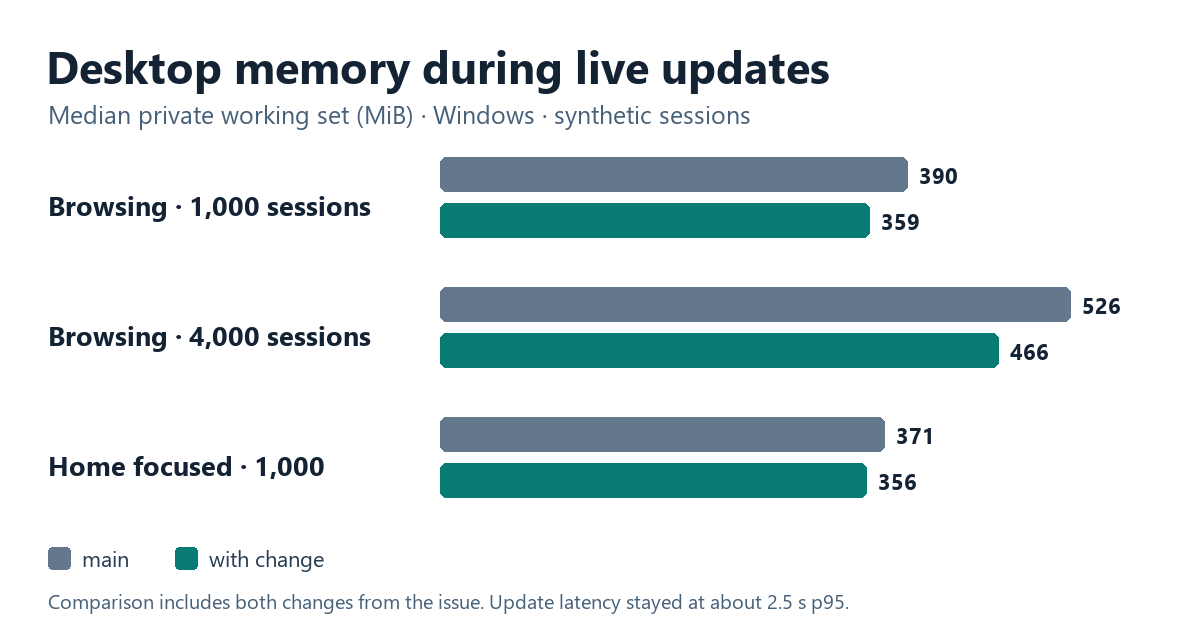 Desktop memory during live updates
Median private working set (MiB) · Windows · synthetic sessions
Browsing · 1,000 sessions
390
359
Browsing · 4,000 sessions
526
466
Home focused · 1,000
371
356
main
with change
Comparison includes both changes from the issue. Update latency stayed at about 2.5 s p95.